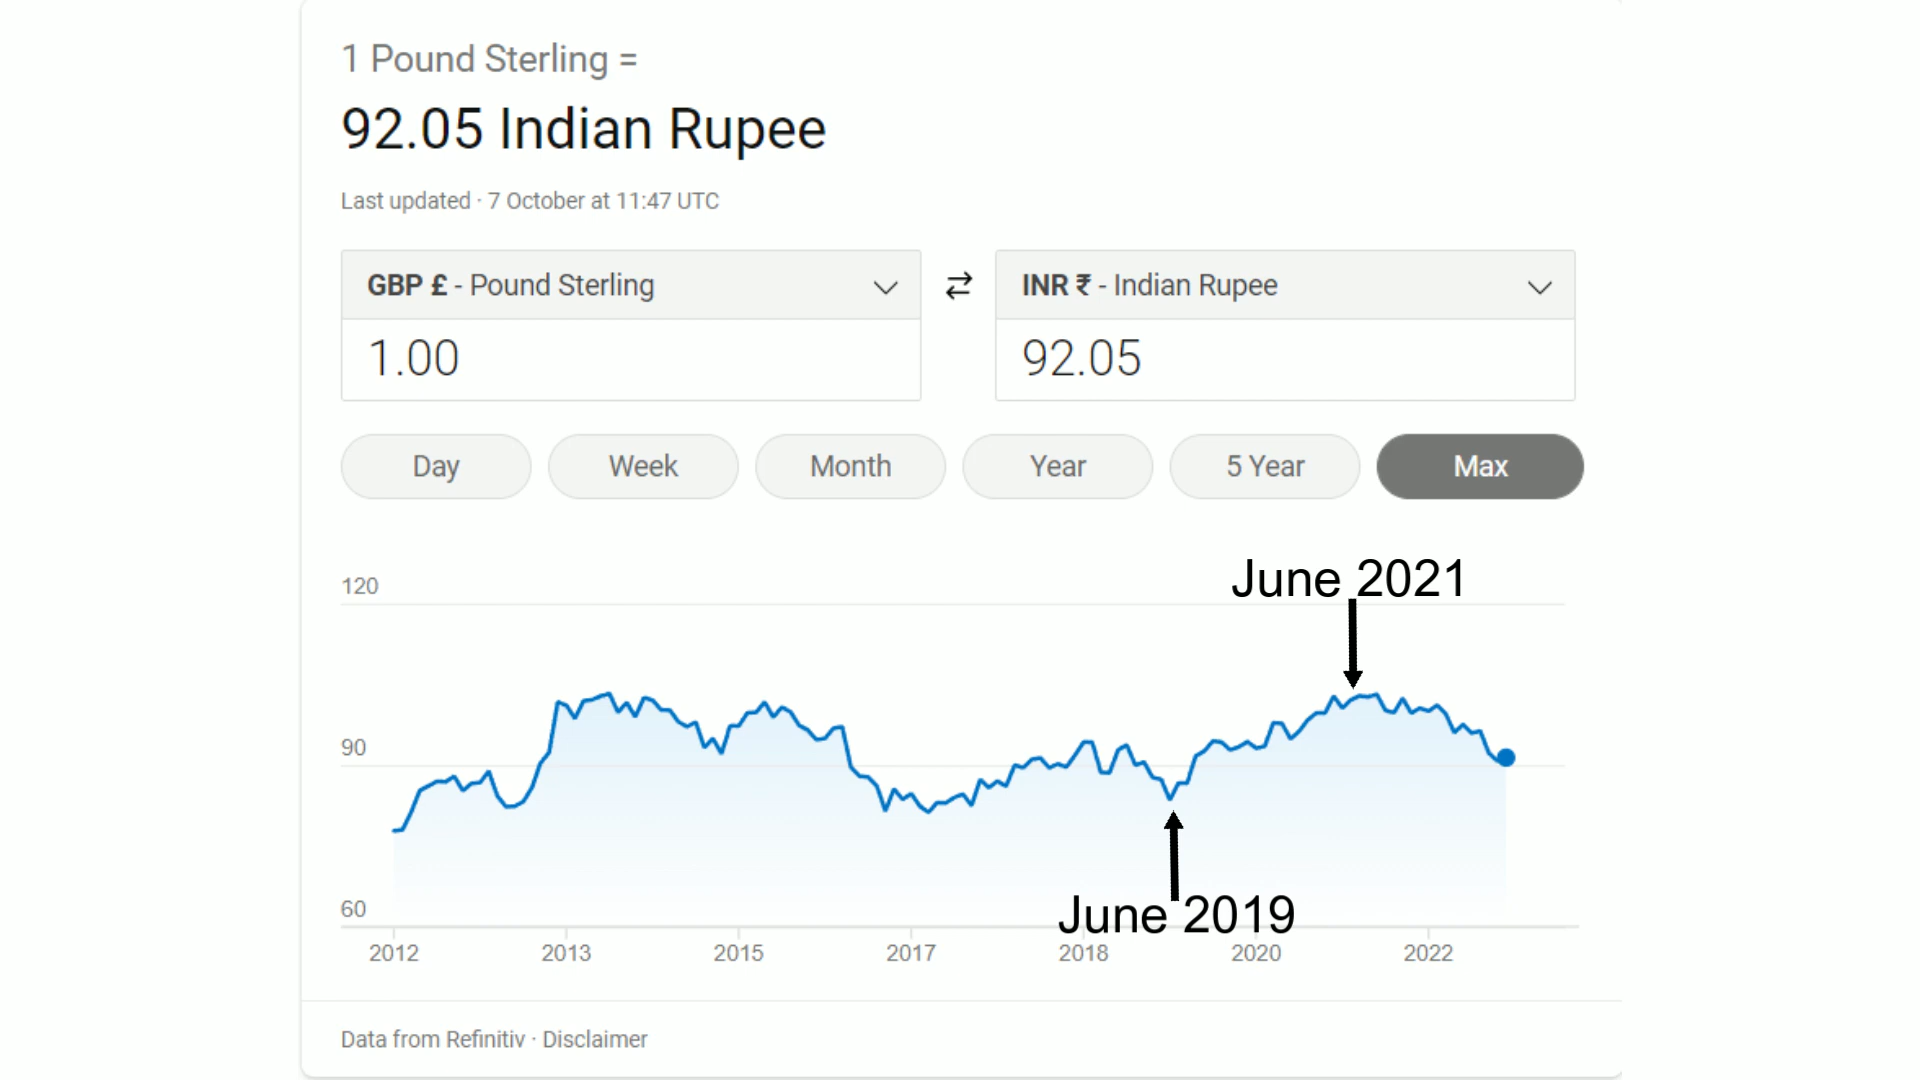 1 Pound Sterling =
92.05 Indian Rupee
Last updated · 7 October at 11:47 UTC
GBP £ - Pound Sterling
INR ₹ - Indian Rupee
1.00
92.05
Day
Week
Month
Year
5 Year
Max
June 2021
120
90
60
June 2019
2012
2013
2015
2017
2018
2020
2022
Data from Refinitiv · Disclaimer